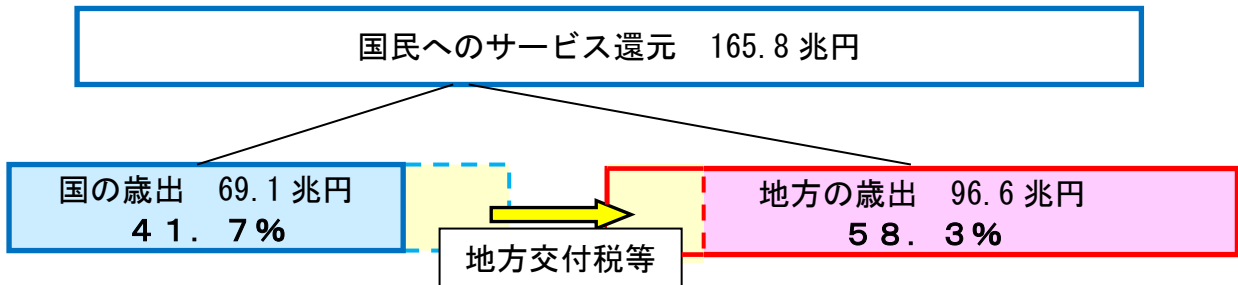 国民へのサービス還元　165.8 兆円
国の歳出　69.1 兆円
４１．７％
地方の歳出　96.6 兆円
５８．３％
地方交付税等